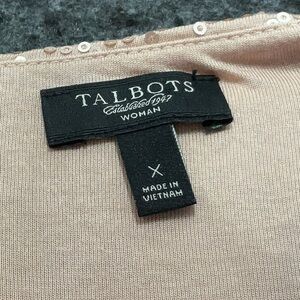 TALBOTS
Established 1947
WOMAN
X
MADE IN
VIETNAM